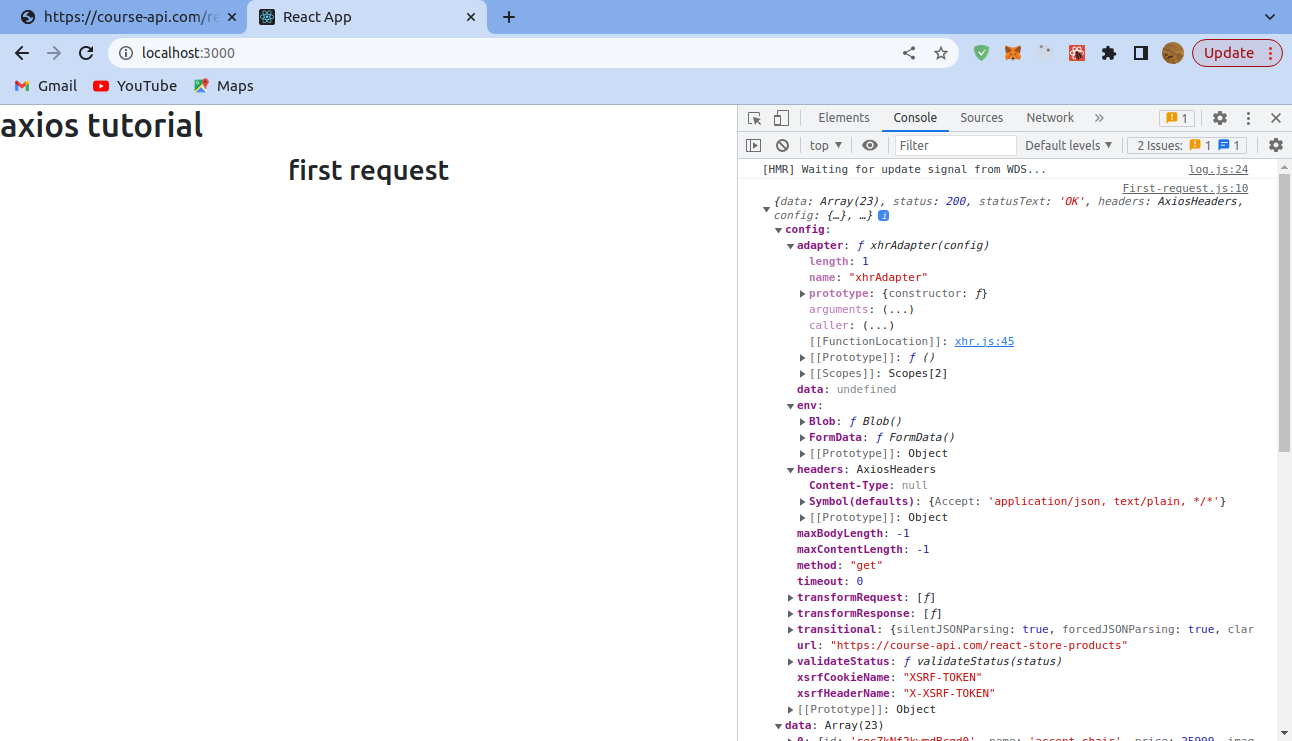 https://course-api.com/re
React App
localhost:3000
Update
Gmail
YouTube
Maps
axios tutorial
first request
Elements
Console
Sources
Network
»
1
top ▼
Filter
Default levels ▼
2 Issues: 1 1
[HMR] Waiting for update signal from WDS...
log.js:24
First-request.js:10
{data: Array(23), status: 200, statusText: 'OK', headers: AxiosHeaders,
config: {…}, …} i
config:
adapter: ƒ xhrAdapter(config)
length: 1
name: "xhrAdapter"
prototype: {constructor: ƒ}
arguments: (...)
caller: (...)
[[FunctionLocation]]: xhr.js:45
[[Prototype]]: ƒ ()
[[Scopes]]: Scopes[2]
data: undefined
env:
Blob: ƒ Blob()
FormData: ƒ FormData()
[[Prototype]]: Object
headers: AxiosHeaders
Content-Type: null
Symbol(defaults): {Accept: 'application/json, text/plain, */*'}
[[Prototype]]: Object
maxBodyLength: -1
maxContentLength: -1
method: "get"
timeout: 0
transformRequest: [ƒ]
transformResponse: [ƒ]
transitional: {silentJSONParsing: true, forcedJSONParsing: true, clar
url: "https://course-api.com/react-store-products"
validateStatus: ƒ validateStatus(status)
xsrfCookieName: "XSRF-TOKEN"
xsrfHeaderName: "X-XSRF-TOKEN"
[[Prototype]]: Object
data: Array(23)